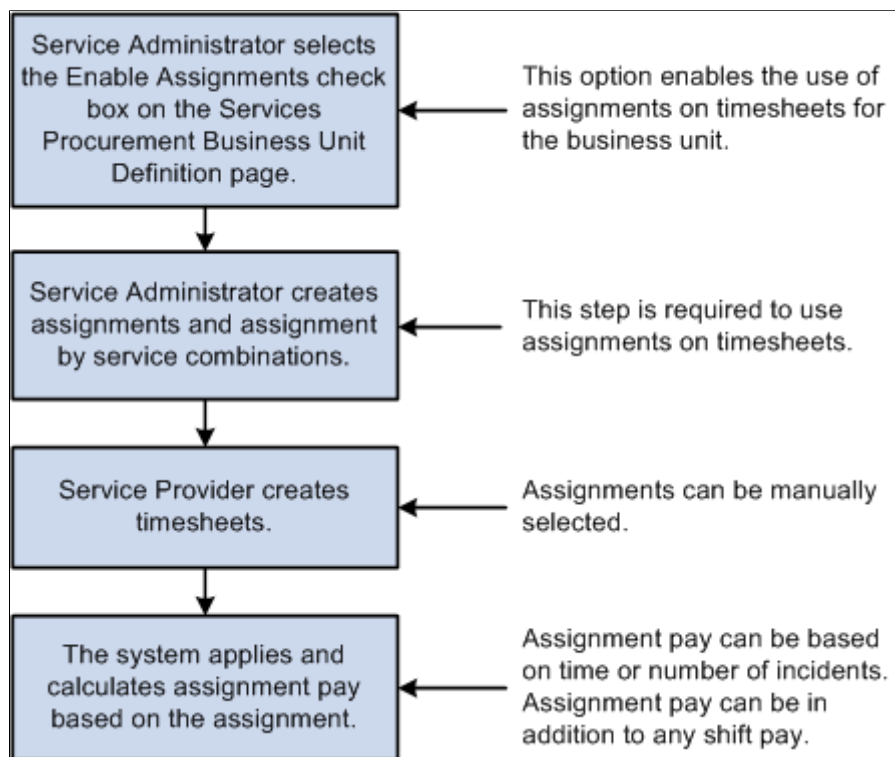 Service Administrator selects
the Enable Assignments check
box on the Services
Procurement Business Unit
Definition page.
This option enables the use of
assignments on timesheets for
the business unit.
Service Administrator creates
assignments and assignment
by service combinations.
This step is required to use
assignments on timesheets.
Service Provider creates
timesheets.
Assignments can be manually
selected.
The system applies and
calculates assignment pay
based on the assignment.
Assignment pay can be based
on time or number of incidents.
Assignment pay can be in
addition to any shift pay.